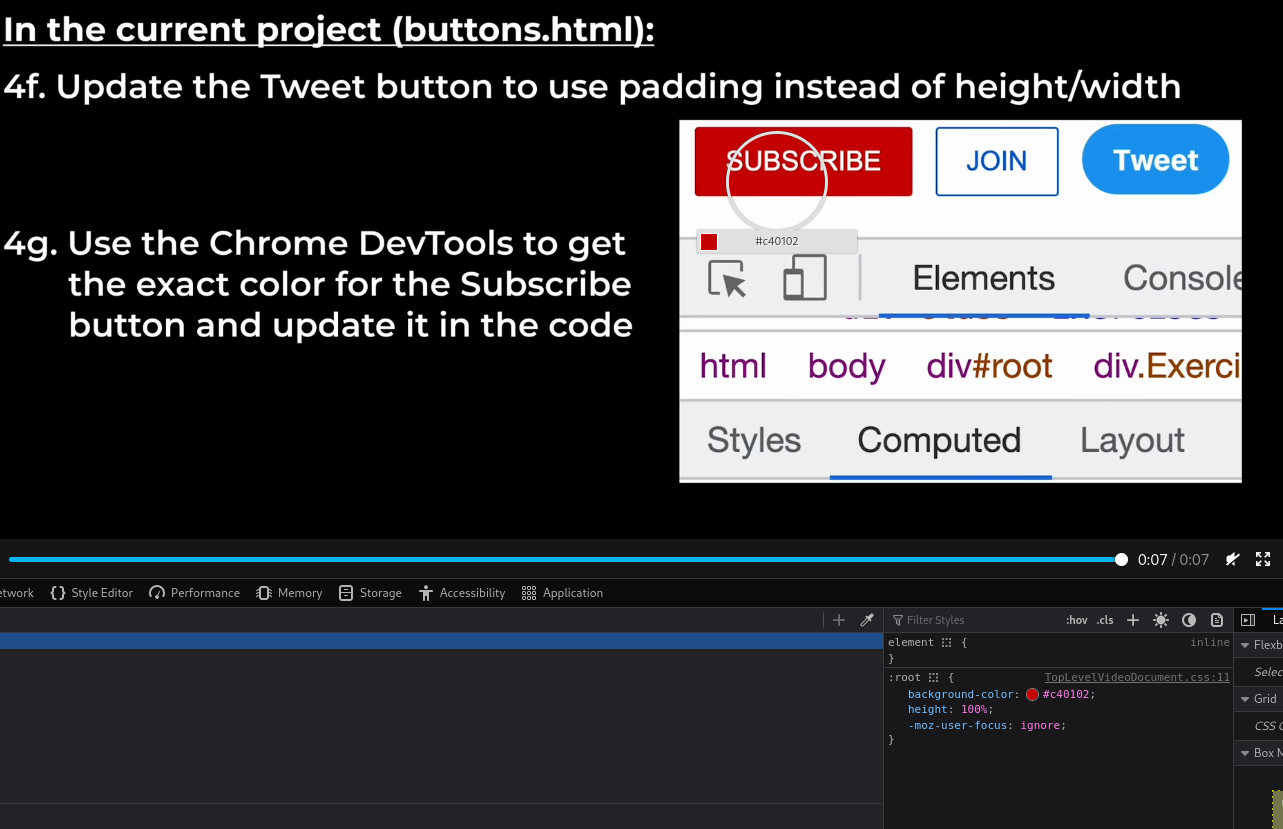 In the current project (buttons.html):
4f. Update the Tweet button to use padding instead of height/width
SUBSCRIBE JOIN Tweet
#c40102
Elements Console
html body div#root div.Exerci
Styles Computed Layout
4g. Use the Chrome DevTools to get
the exact color for the Subscribe
button and update it in the code
0:07 / 0:07
etwork {} Style Editor Performance Memory Storage Accessibility Application
Filter Styles :hov .cls + La
element { inline
}
:root { TopLevelVideoDocument.css:11
background-color: #c40102;
height: 100%;
-moz-user-focus: ignore;
}
Flexb
Selec
Grid
CSS G
Box M